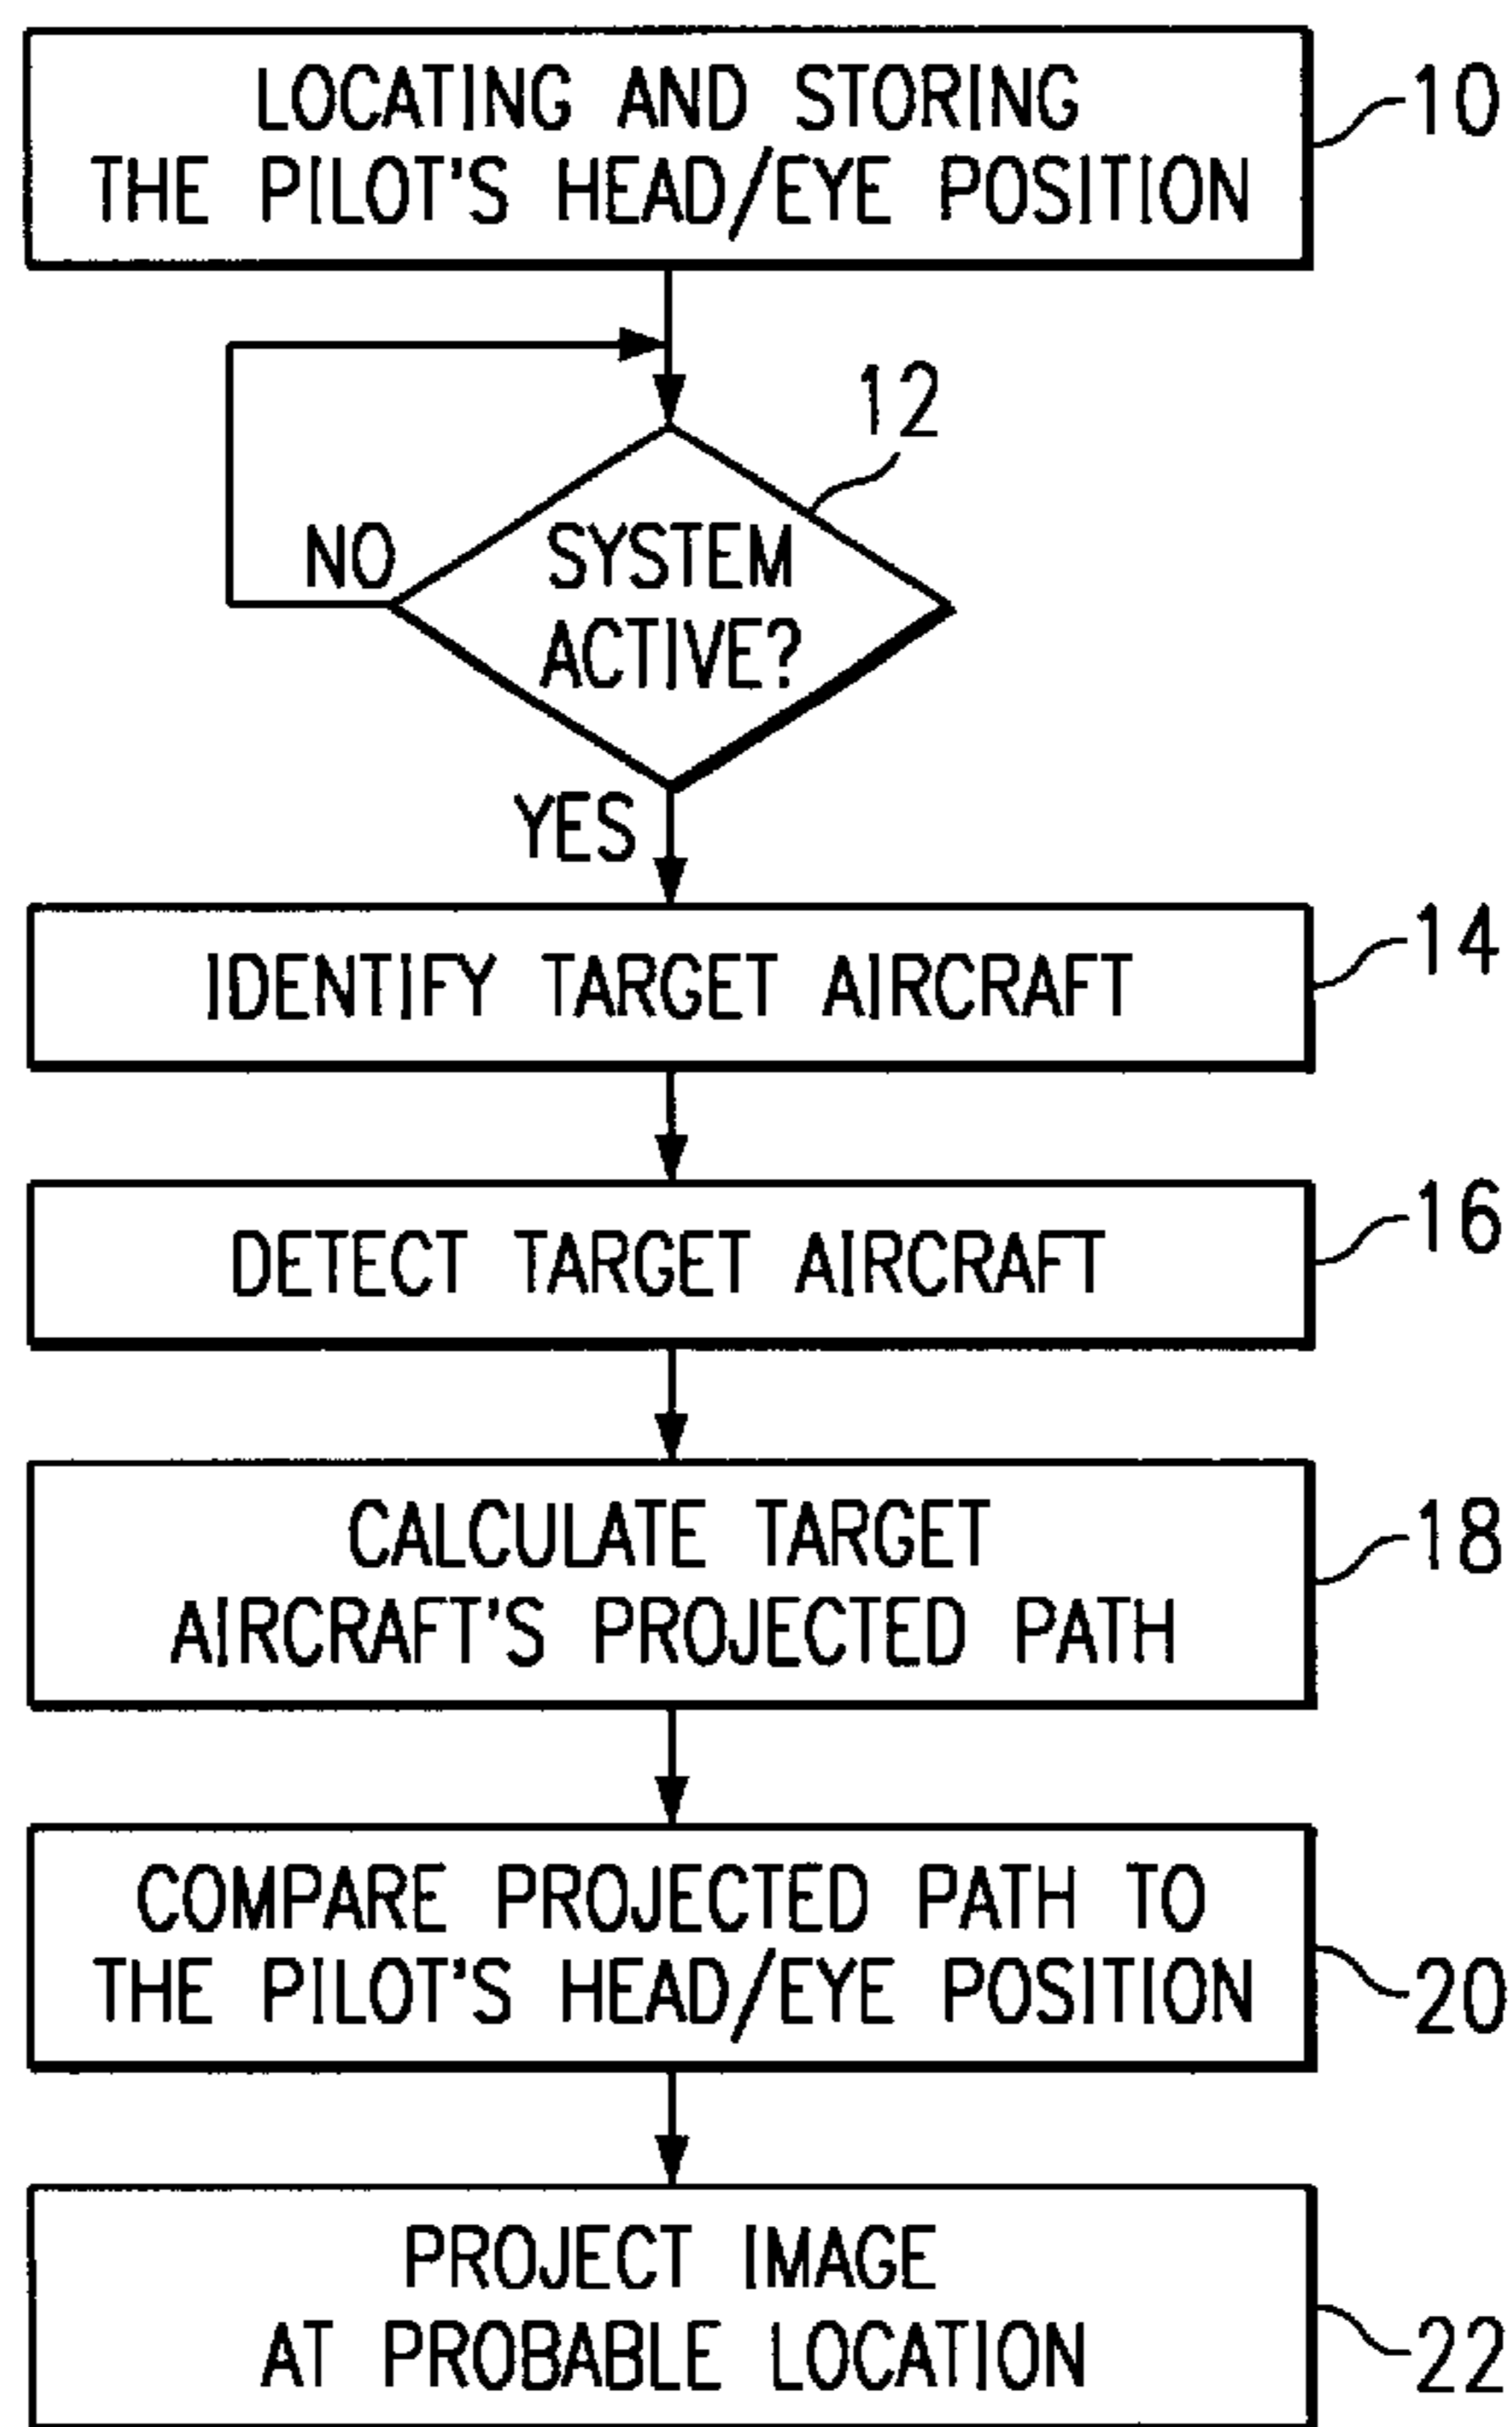 LOCATING AND STORING
THE PILOT'S HEAD/EYE POSITION
10
12
SYSTEM
ACTIVE?
NO
YES
IDENTIFY TARGET AIRCRAFT
14
DETECT TARGET AIRCRAFT
16
CALCULATE TARGET
AIRCRAFT'S PROJECTED PATH
18
COMPARE PROJECTED PATH TO
THE PILOT'S HEAD/EYE POSITION
20
PROJECT IMAGE
AT PROBABLE LOCATION
22